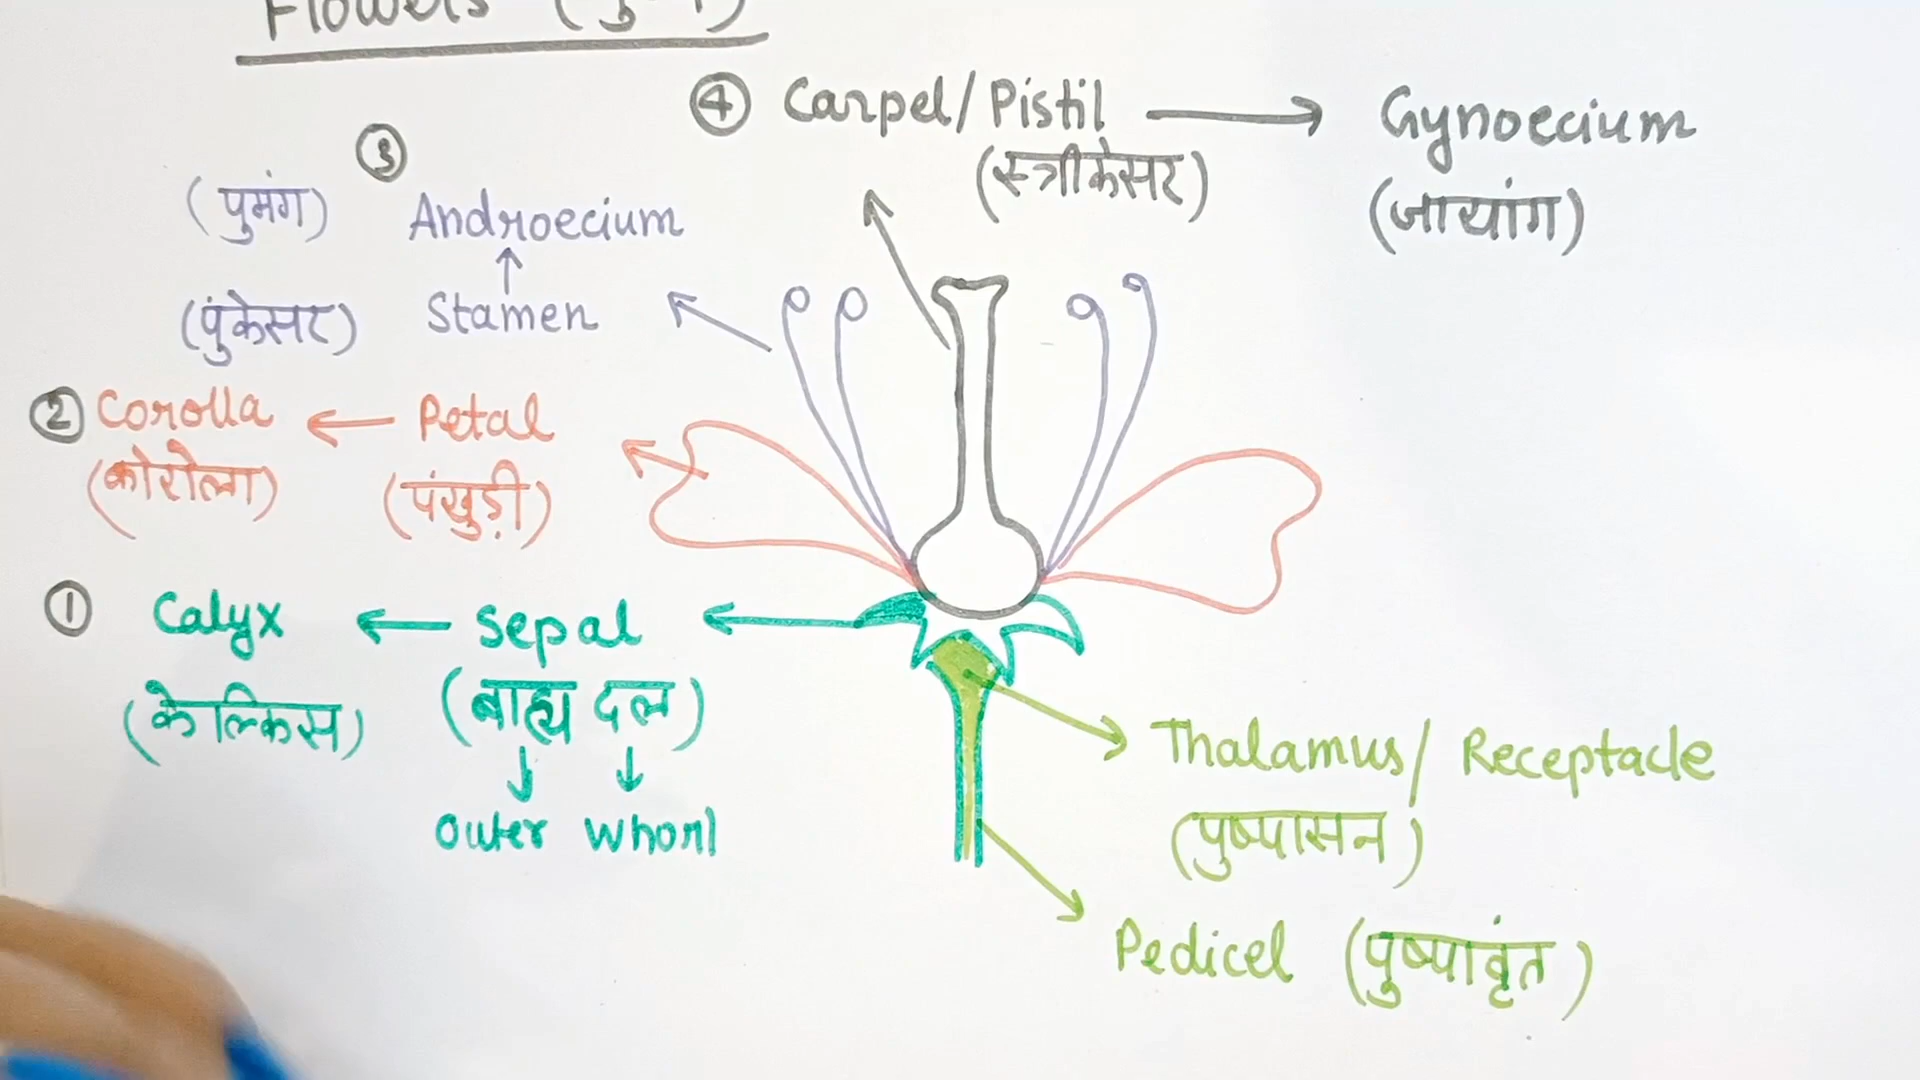 Flowers
④ Carpel/Pistil → Gynoecium
(स्त्रीकेसर) (जायांग)
③
(पुमंग) Androecium
↑
(पुंकेसर) Stamen
② Corolla ← Petal
(कोरोला) (पंखुड़ी)
① Calyx ← Sepal
(केल्किस) (बाह्य दल)
Outer Whorl
Thalamus/ Receptacle
(पुष्पासन)
Pedicel (पुष्पावृंत)